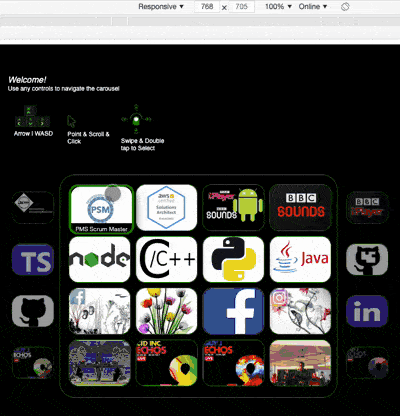 Responsive ▼ 768 x 705 100% ▼ Online ▼
Welcome!
Use any controls to navigate the carousel
Arrow | WASD
Point & Scroll &
Click
Swipe & Double
tap to Select
PSM
PMS Scrum Master
aws
certified
Solutions
Architect
BBC
iPlayer
BBC
SOUNDS
BBC
SOUNDS
BBC
iPlayer
TS
node
C/C++
Java
f
in
TD INC
ECHOS
LIVE
ECHOS